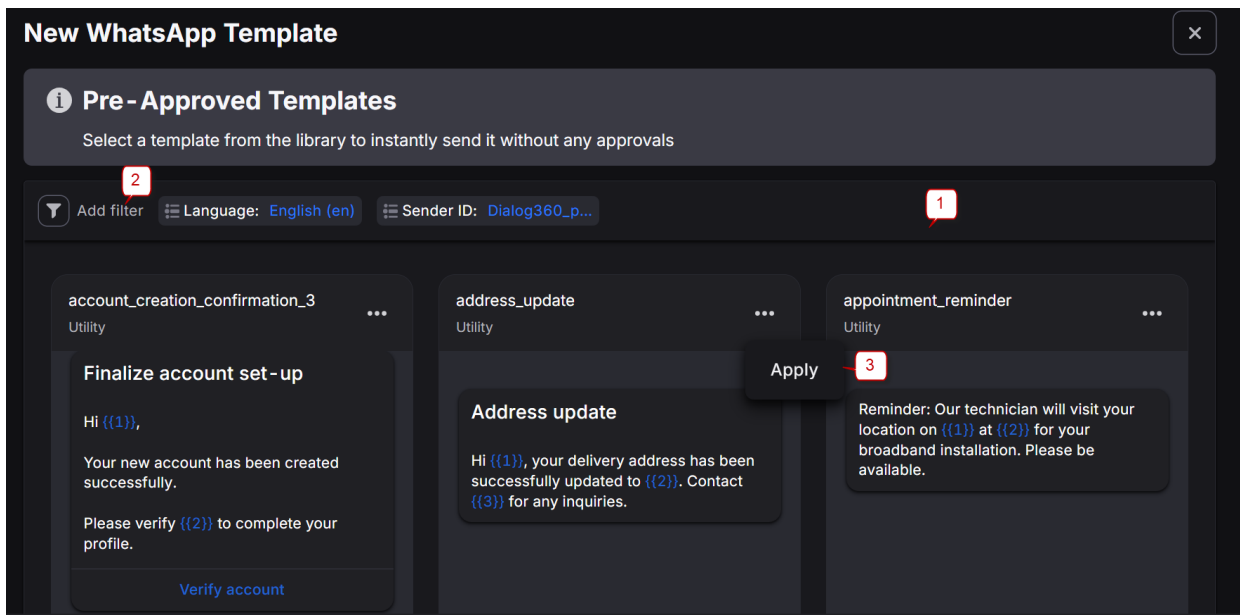 New WhatsApp Template
Pre-Approved Templates
Select a template from the library to instantly send it without any approvals
2
1
Add filter
Language: English (en)
Sender ID: Dialog360_p...
account_creation_confirmation_3
Utility
Finalize account set-up
Hi {{1}},
Your new account has been created
successfully.
Please verify {{2}} to complete your
profile.
Verify account
address_update
Utility
Apply
3
Address update
Hi {{1}}, your delivery address has been
successfully updated to {{2}}. Contact
{{3}} for any inquiries.
appointment_reminder
Utility
Reminder: Our technician will visit your
location on {{1}} at {{2}} for your
broadband installation. Please be
available.